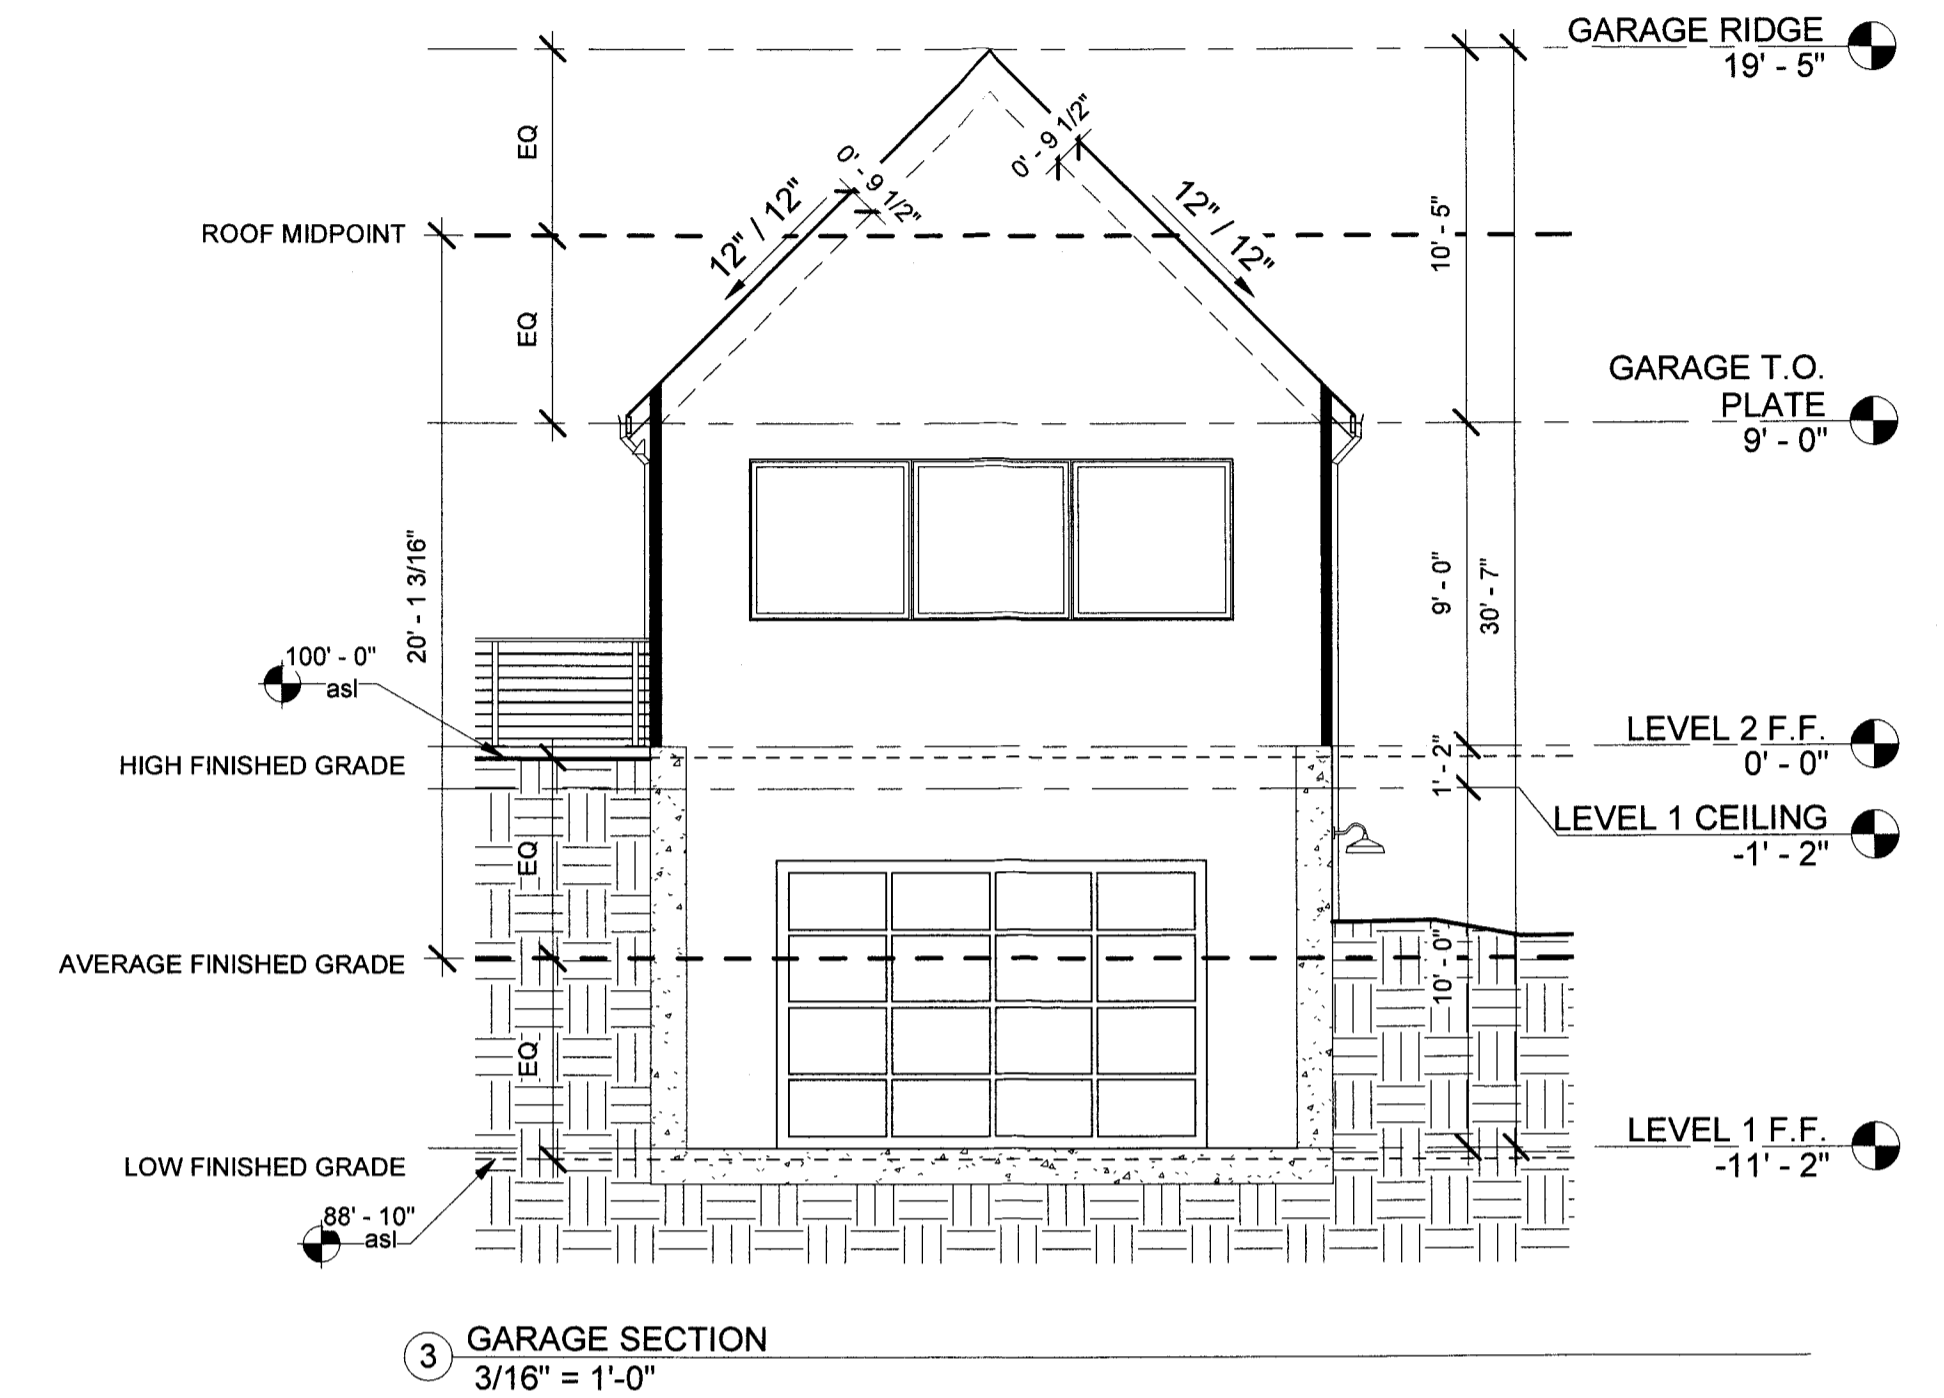 GARAGE RIDGE
19' - 5"
EQ
0' - 9 1/2"
0' - 9 1/2"
12" / 12"
12" / 12"
ROOF MIDPOINT
10' - 5"
EQ
GARAGE T.O.
PLATE
9' - 0"
20' - 1 3/16"
9' - 0"
30' - 7"
100' - 0"
asl
LEVEL 2 F.F.
0' - 0"
HIGH FINISHED GRADE
1' - 2"
LEVEL 1 CEILING
-1' - 2"
EQ
AVERAGE FINISHED GRADE
10' - 0"
EQ
LEVEL 1 F.F.
-11' - 2"
LOW FINISHED GRADE
88' - 10"
asl
3
GARAGE SECTION
3/16" = 1'-0"